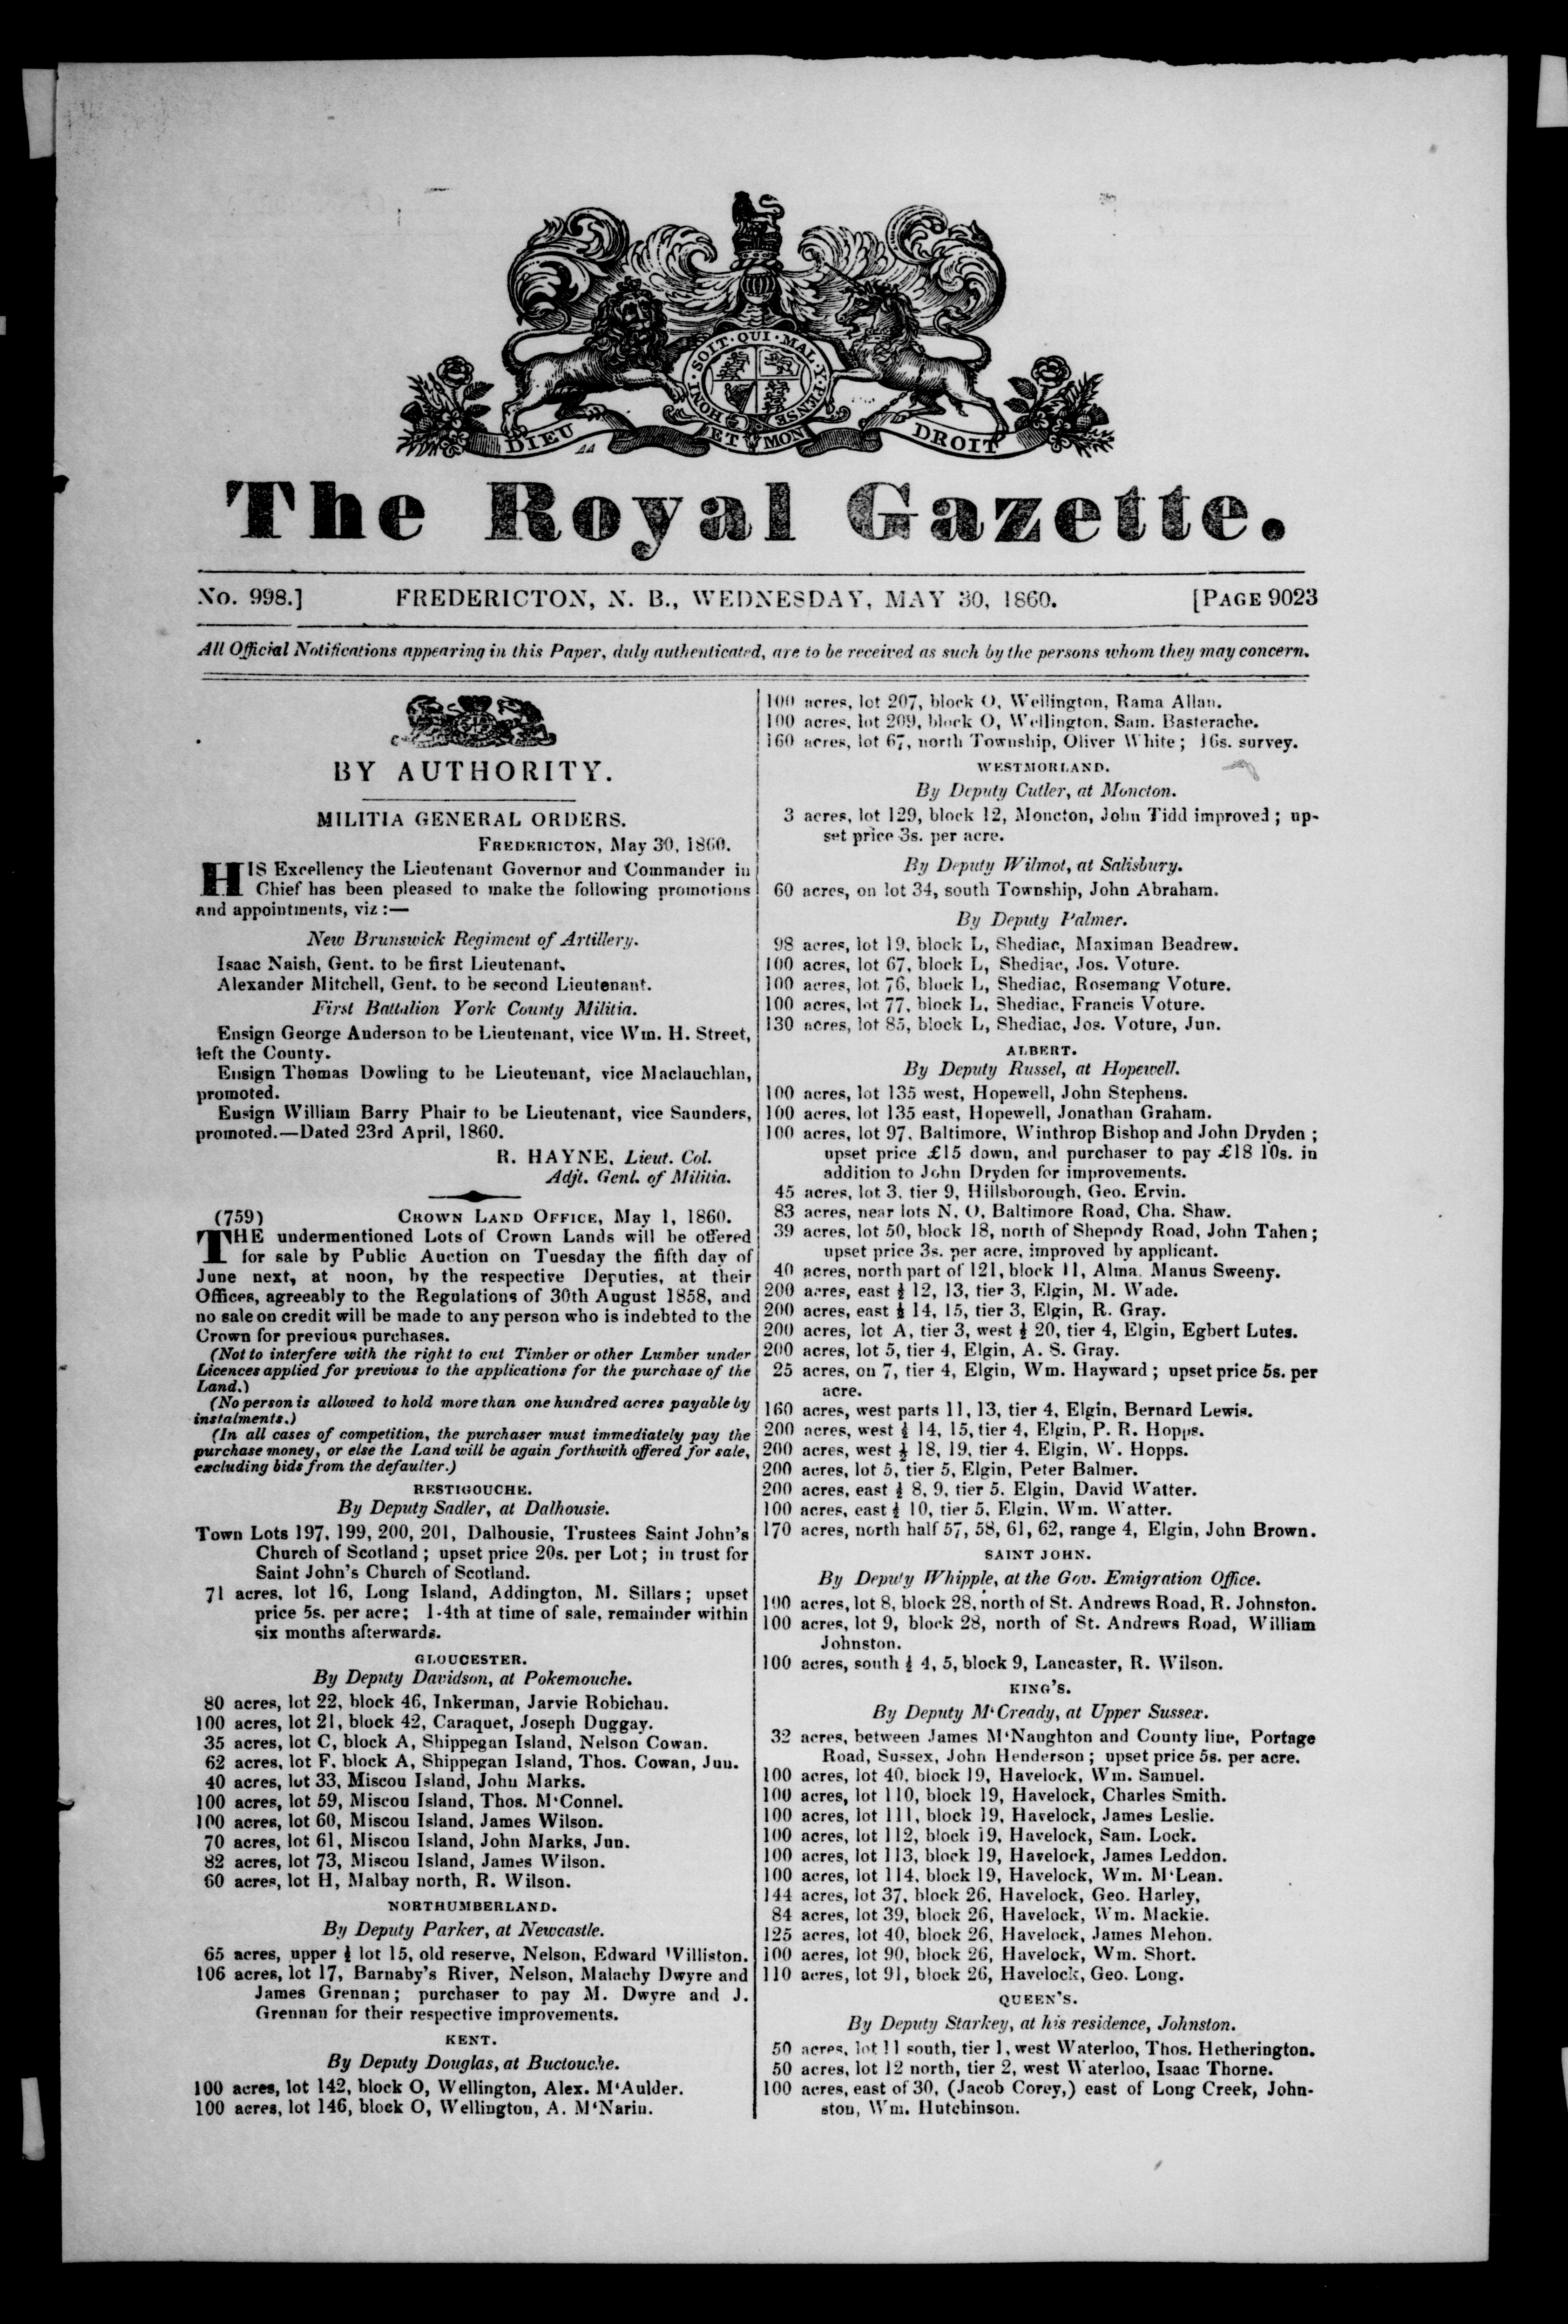 HONI·SOIT·QUI·MAL·Y·PENSE
DIEU ET MON DROIT
The Royal Gazette.
No. 998.] FREDERICTON, N. B., WEDNESDAY, MAY 30, 1860. [PAGE 9023
All Official Notifications appearing in this Paper, duly authenticated, are to be received as such by the persons whom they may concern.
BY AUTHORITY.
MILITIA GENERAL ORDERS.
FREDERICTON, May 30, 1860.
HIS Excellency the Lieutenant Governor and Commander in
Chief has been pleased to make the following promotions
and appointments, viz:—
New Brunswick Regiment of Artillery.
Isaac Naish, Gent. to be first Lieutenant.
Alexander Mitchell, Gent. to be second Lieutenant.
First Battalion York County Militia.
Ensign George Anderson to be Lieutenant, vice Wm. H. Street,
left the County.
Ensign Thomas Dowling to be Lieutenant, vice Maclauchlan,
promoted.
Ensign William Barry Phair to be Lieutenant, vice Saunders,
promoted.—Dated 23rd April, 1860.
R. HAYNE, Lieut. Col.
Adjt. Genl. of Militia.
(759) CROWN LAND OFFICE, May 1, 1860.
THE undermentioned Lots of Crown Lands will be offered
for sale by Public Auction on Tuesday the fifth day of
June next, at noon, by the respective Deputies, at their
Offices, agreeably to the Regulations of 30th August 1858, and
no sale on credit will be made to any person who is indebted to the
Crown for previous purchases.
(Not to interfere with the right to cut Timber or other Lumber under
Licences applied for previous to the applications for the purchase of the
Land.)
(No person is allowed to hold more than one hundred acres payable by
instalments.)
(In all cases of competition, the purchaser must immediately pay the
purchase money, or else the Land will be again forthwith offered for sale,
excluding bids from the defaulter.)
RESTIGOUCHE.
By Deputy Sadler, at Dalhousie.
Town Lots 197, 199, 200, 201, Dalhousie, Trustees Saint John's
Church of Scotland; upset price 20s. per Lot; in trust for
Saint John's Church of Scotland.
71 acres, lot 16, Long Island, Addington, M. Sillars; upset
price 5s. per acre; 1-4th at time of sale, remainder within
six months afterwards.
GLOUCESTER.
By Deputy Davidson, at Pokemouche.
80 acres, lot 22, block 46, Inkerman, Jarvie Robichau.
100 acres, lot 21, block 42, Caraquet, Joseph Duggay.
35 acres, lot C, block A, Shippegan Island, Nelson Cowan.
62 acres, lot F, block A, Shippegan Island, Thos. Cowan, Jun.
40 acres, lot 33, Miscou Island, John Marks.
100 acres, lot 59, Miscou Island, Thos. M'Connel.
100 acres, lot 60, Miscou Island, James Wilson.
70 acres, lot 61, Miscou Island, John Marks, Jun.
82 acres, lot 73, Miscou Island, James Wilson.
60 acres, lot H, Malbay north, R. Wilson.
NORTHUMBERLAND.
By Deputy Parker, at Newcastle.
65 acres, upper ½ lot 15, old reserve, Nelson, Edward Williston.
106 acres, lot 17, Barnaby's River, Nelson, Malachy Dwyre and
James Grennan; purchaser to pay M. Dwyre and J.
Grennan for their respective improvements.
KENT.
By Deputy Douglas, at Buctouche.
100 acres, lot 142, block O, Wellington, Alex. M'Aulder.
100 acres, lot 146, block O, Wellington, A. M'Narin.
100 acres, lot 207, block O, Wellington, Rama Allan.
100 acres, lot 209, block O, Wellington, Sam. Basterache.
160 acres, lot 67, north Township, Oliver White; 16s. survey.
WESTMORLAND.
By Deputy Cutler, at Moncton.
3 acres, lot 129, block 12, Moncton, John Tidd improved; up-
set price 3s. per acre.
By Deputy Wilmot, at Salisbury.
60 acres, on lot 34, south Township, John Abraham.
By Deputy Palmer.
98 acres, lot 19, block L, Shediac, Maximan Beadrew.
100 acres, lot 67, block L, Shediac, Jos. Voture.
100 acres, lot 76, block L, Shediac, Rosemang Voture.
100 acres, lot 77, block L, Shediac, Francis Voture.
130 acres, lot 85, block L, Shediac, Jos. Voture, Jun.
ALBERT.
By Deputy Russel, at Hopewell.
100 acres, lot 135 west, Hopewell, John Stephens.
100 acres, lot 135 east, Hopewell, Jonathan Graham.
100 acres, lot 97, Baltimore, Winthrop Bishop and John Dryden;
upset price £15 down, and purchaser to pay £18 10s. in
addition to John Dryden for improvements.
45 acres, lot 3, tier 9, Hillsborough, Geo. Ervin.
83 acres, near lots N, O, Baltimore Road, Cha. Shaw.
39 acres, lot 50, block 18, north of Shepody Road, John Tahen;
upset price 3s. per acre, improved by applicant.
40 acres, north part of 121, block 11, Alma, Manus Sweeny.
200 acres, east ½ 12, 13, tier 3, Elgin, M. Wade.
200 acres, east ½ 14, 15, tier 3, Elgin, R. Gray.
200 acres, lot A, tier 3, west ½ 20, tier 4, Elgin, Egbert Lutes.
200 acres, lot 5, tier 4, Elgin, A. S. Gray.
25 acres, on 7, tier 4, Elgin, Wm. Hayward; upset price 5s. per
acre.
160 acres, west parts 11, 13, tier 4, Elgin, Bernard Lewis.
200 acres, west ½ 14, 15, tier 4, Elgin, P. R. Hopps.
200 acres, west ½ 18, 19, tier 4, Elgin, W. Hopps.
200 acres, lot 5, tier 5, Elgin, Peter Balmer.
200 acres, east ½ 8, 9, tier 5, Elgin, David Watter.
100 acres, east ½ 10, tier 5, Elgin, Wm. Watter.
170 acres, north half 57, 58, 61, 62, range 4, Elgin, John Brown.
SAINT JOHN.
By Deputy Whipple, at the Gov. Emigration Office.
100 acres, lot 8, block 28, north of St. Andrews Road, R. Johnston.
100 acres, lot 9, block 28, north of St. Andrews Road, William
Johnston.
100 acres, south ½ 4, 5, block 9, Lancaster, R. Wilson.
KING'S.
By Deputy M'Cready, at Upper Sussex.
32 acres, between James M'Naughton and County line, Portage
Road, Sussex, John Henderson; upset price 5s. per acre.
100 acres, lot 40, block 19, Havelock, Wm. Samuel.
100 acres, lot 110, block 19, Havelock, Charles Smith.
100 acres, lot 111, block 19, Havelock, James Leslie.
100 acres, lot 112, block 19, Havelock, Sam. Lock.
100 acres, lot 113, block 19, Havelock, James Leddon.
100 acres, lot 114, block 19, Havelock, Wm. M'Lean.
144 acres, lot 37, block 26, Havelock, Geo. Harley,
84 acres, lot 39, block 26, Havelock, Wm. Mackie.
125 acres, lot 40, block 26, Havelock, James Mehon.
100 acres, lot 90, block 26, Havelock, Wm. Short.
110 acres, lot 91, block 26, Havelock, Geo. Long.
QUEEN'S.
By Deputy Starkey, at his residence, Johnston.
50 acres, lot 11 south, tier 1, west Waterloo, Thos. Hetherington.
50 acres, lot 12 north, tier 2, west Waterloo, Isaac Thorne.
100 acres, east of 30, (Jacob Corey,) east of Long Creek, John-
ston, Wm. Hutchinson.